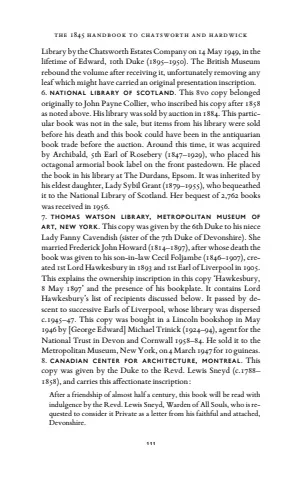 THE 1845 HANDBOOK TO CHATSWORTH AND HARDWICK
Library by the Chatsworth Estates Company on 14 May 1949, in the
lifetime of Edward, 10th Duke (1895–1950). The British Museum
rebound the volume after receiving it, unfortunately removing any
leaf which might have carried an original presentation inscription.
6. NATIONAL LIBRARY OF SCOTLAND. This 8vo copy belonged
originally to John Payne Collier, who inscribed his copy after 1858
as noted above. His library was sold by auction in 1884. This partic-
ular book was not in the sale, but items from his library were sold
before his death and this book could have been in the antiquarian
book trade before the auction. Around this time, it was acquired
by Archibald, 5th Earl of Rosebery (1847–1929), who placed his
octagonal armorial book label on the front pastedown. He placed
the book in his library at The Durdans, Epsom. It was inherited by
his eldest daughter, Lady Sybil Grant (1879–1955), who bequeathed
it to the National Library of Scotland. Her bequest of 2,762 books
was received in 1956.
7. THOMAS WATSON LIBRARY, METROPOLITAN MUSEUM OF
ART, NEW YORK. This copy was given by the 6th Duke to his niece
Lady Fanny Cavendish (sister of the 7th Duke of Devonshire). She
married Frederick John Howard (1814–1897), after whose death the
book was given to his son-in-law Cecil Foljambe (1846–1907), cre-
ated 1st Lord Hawkesbury in 1893 and 1st Earl of Liverpool in 1905.
This explains the ownership inscription in this copy 'Hawkesbury,
8 May 1897' and the presence of his bookplate. It contains Lord
Hawkesbury's list of recipients discussed below. It passed by de-
scent to successive Earls of Liverpool, whose library was dispersed
c.1945–47. This copy was bought in a Lincoln bookshop in May
1946 by [George Edward] Michael Trinick (1924–94), agent for the
National Trust in Devon and Cornwall 1958–84. He sold it to the
Metropolitan Museum, New York, on 4 March 1947 for 10 guineas.
8. CANADIAN CENTER FOR ARCHITECTURE, MONTREAL. This
copy was given by the Duke to the Revd. Lewis Sneyd (c.1788–
1858), and carries this affectionate inscription:
After a friendship of almost half a century, this book will be read with
indulgence by the Revd. Lewis Sneyd, Warden of All Souls, who is re-
quested to consider it Private as a letter from his faithful and attached,
Devonshire.
111